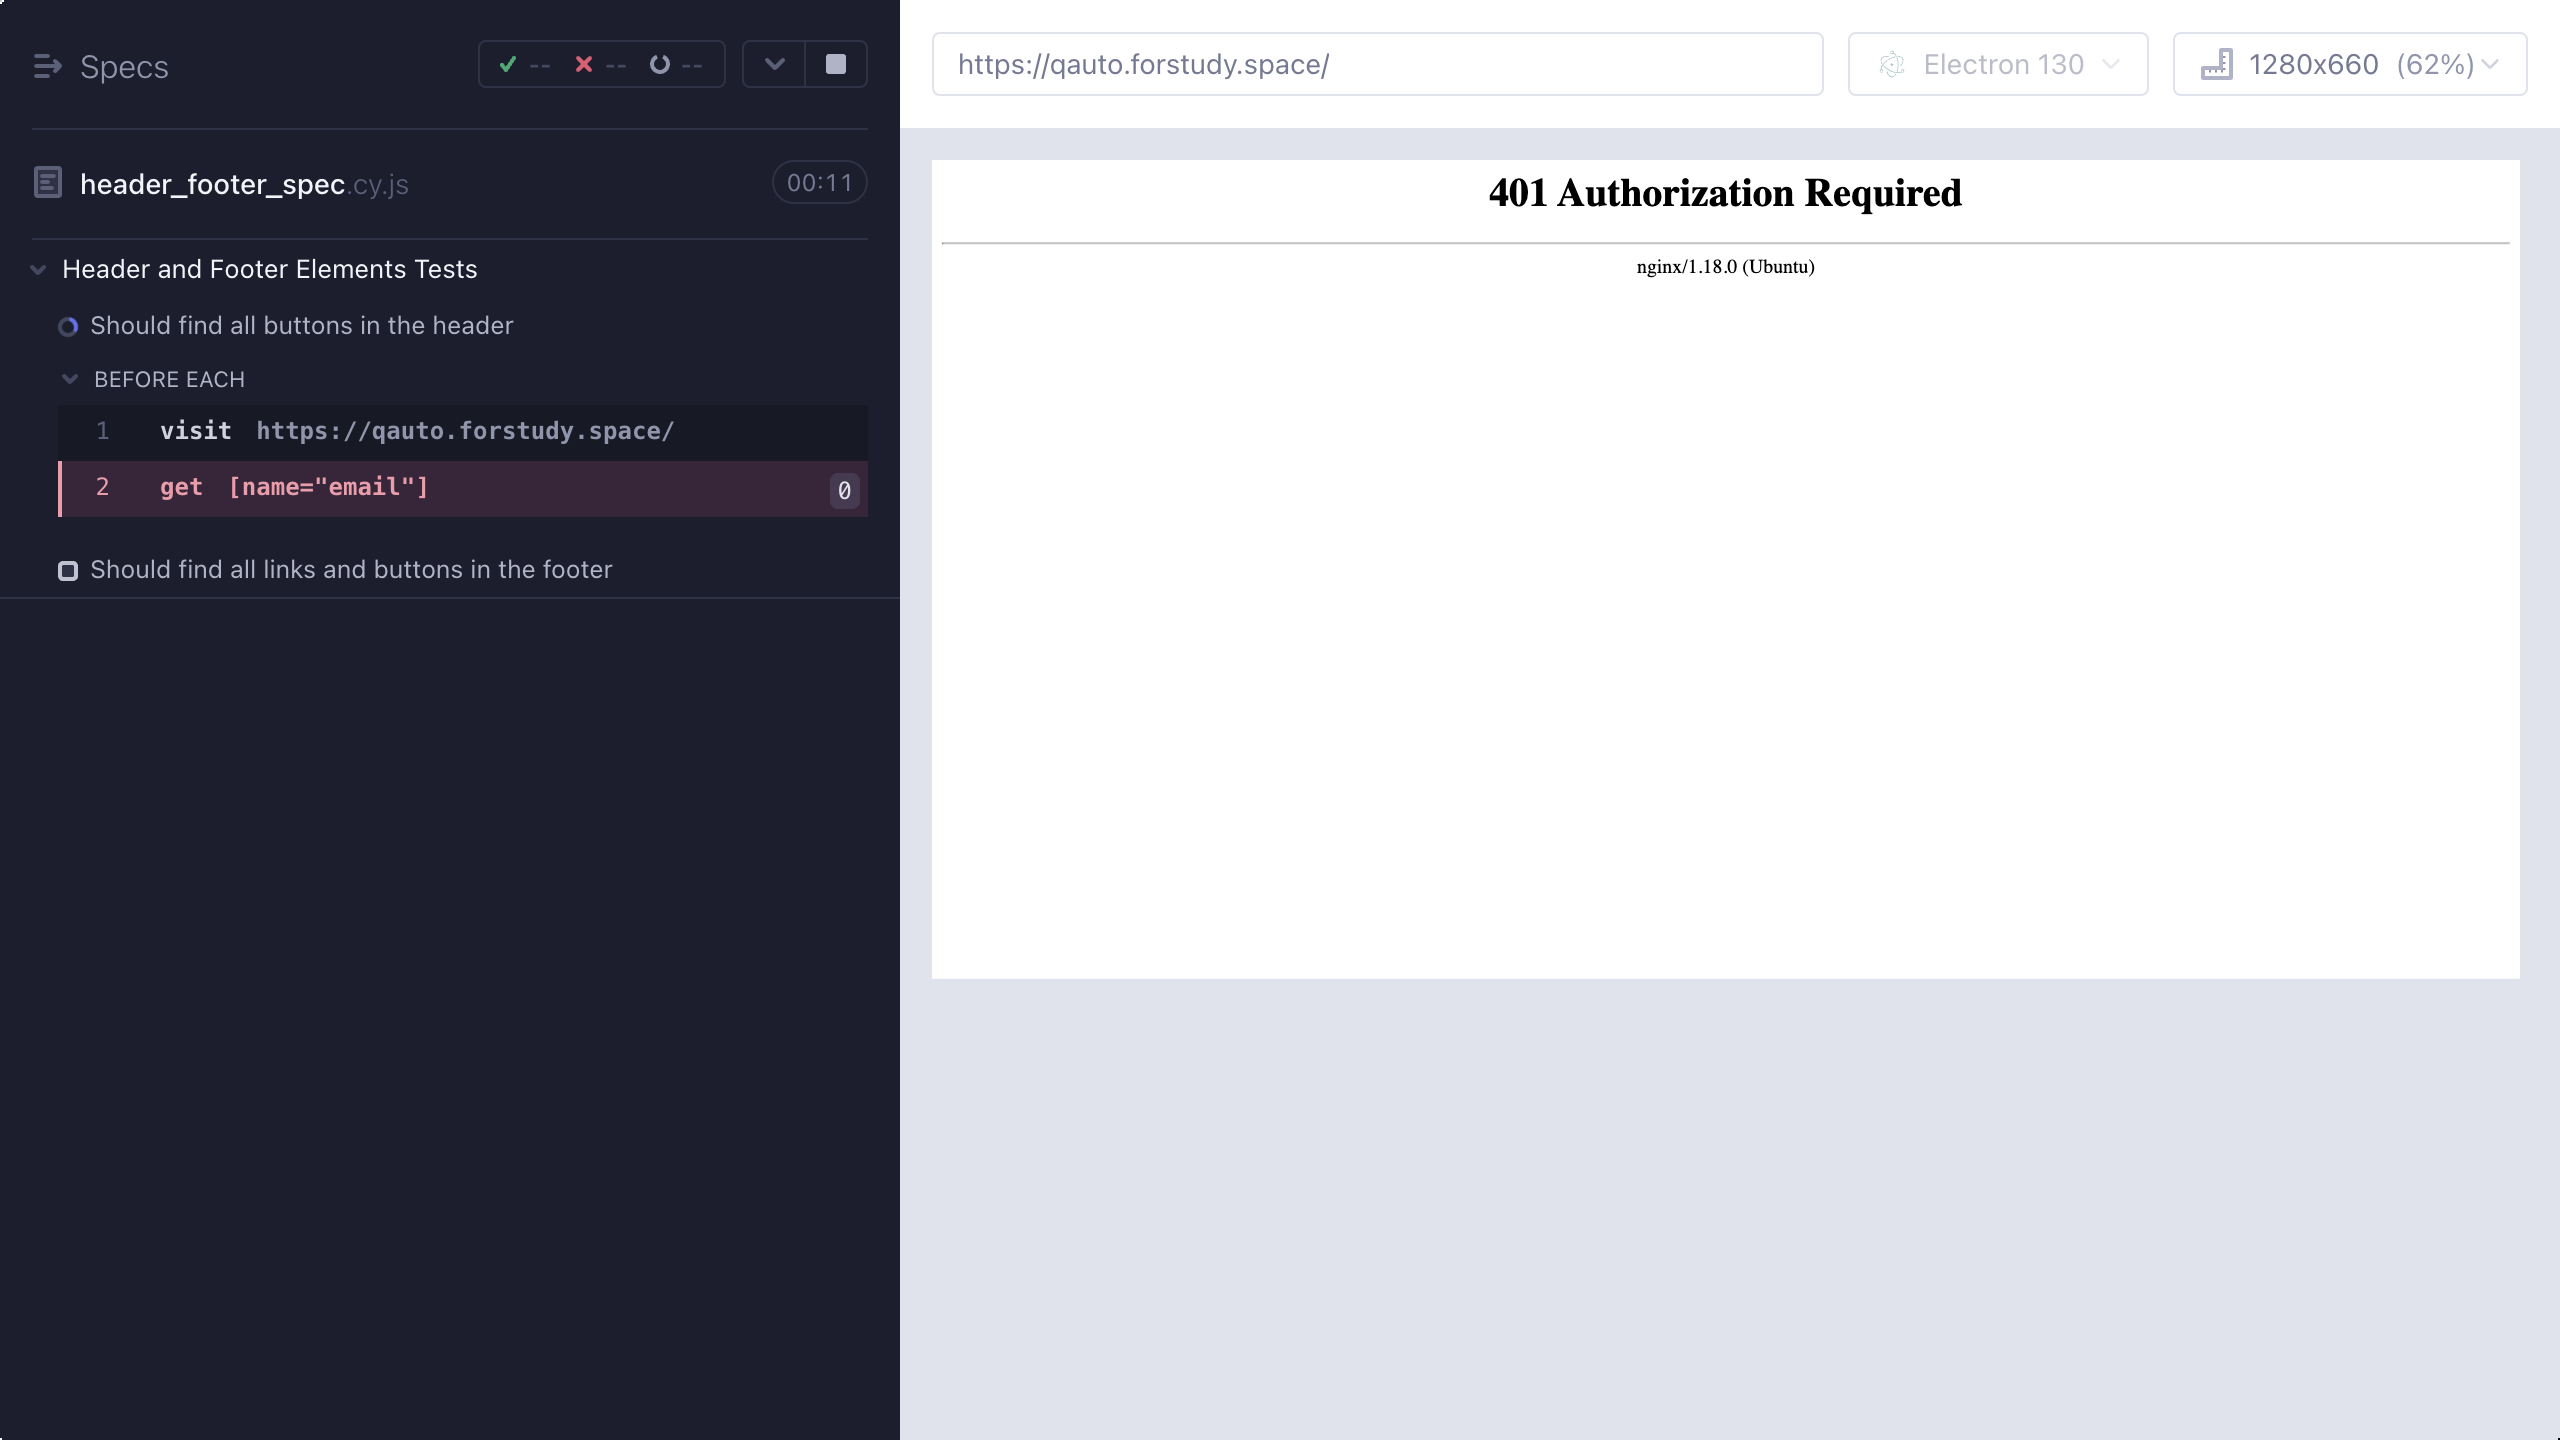 Specs
-- -- --
header_footer_spec.cy.js 00:11
Header and Footer Elements Tests
Should find all buttons in the header
BEFORE EACH
1 visit https://qauto.forstudy.space/
2 get [name="email"] 0
Should find all links and buttons in the footer
https://qauto.forstudy.space/ Electron 130 1280x660 (62%)
401 Authorization Required
nginx/1.18.0 (Ubuntu)